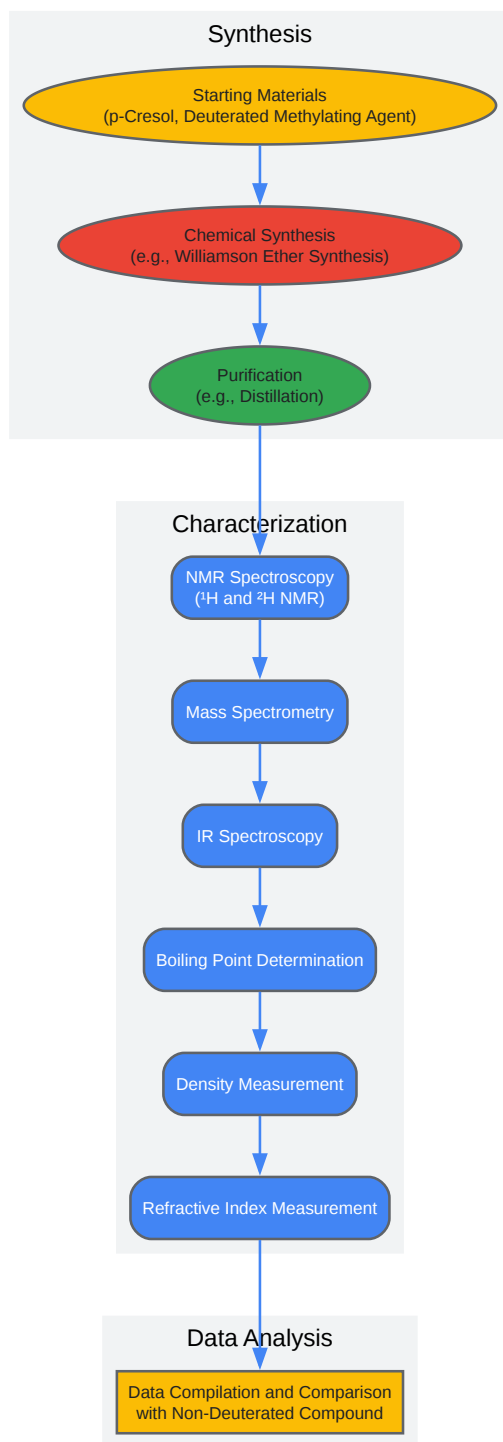 Synthesis
Starting Materials
(p-Cresol, Deuterated Methylating Agent)
Chemical Synthesis
(e.g., Williamson Ether Synthesis)
Purification
(e.g., Distillation)
Characterization
NMR Spectroscopy
(¹H and ²H NMR)
Mass Spectrometry
IR Spectroscopy
Boiling Point Determination
Density Measurement
Refractive Index Measurement
Data Analysis
Data Compilation and Comparison
with Non-Deuterated Compound